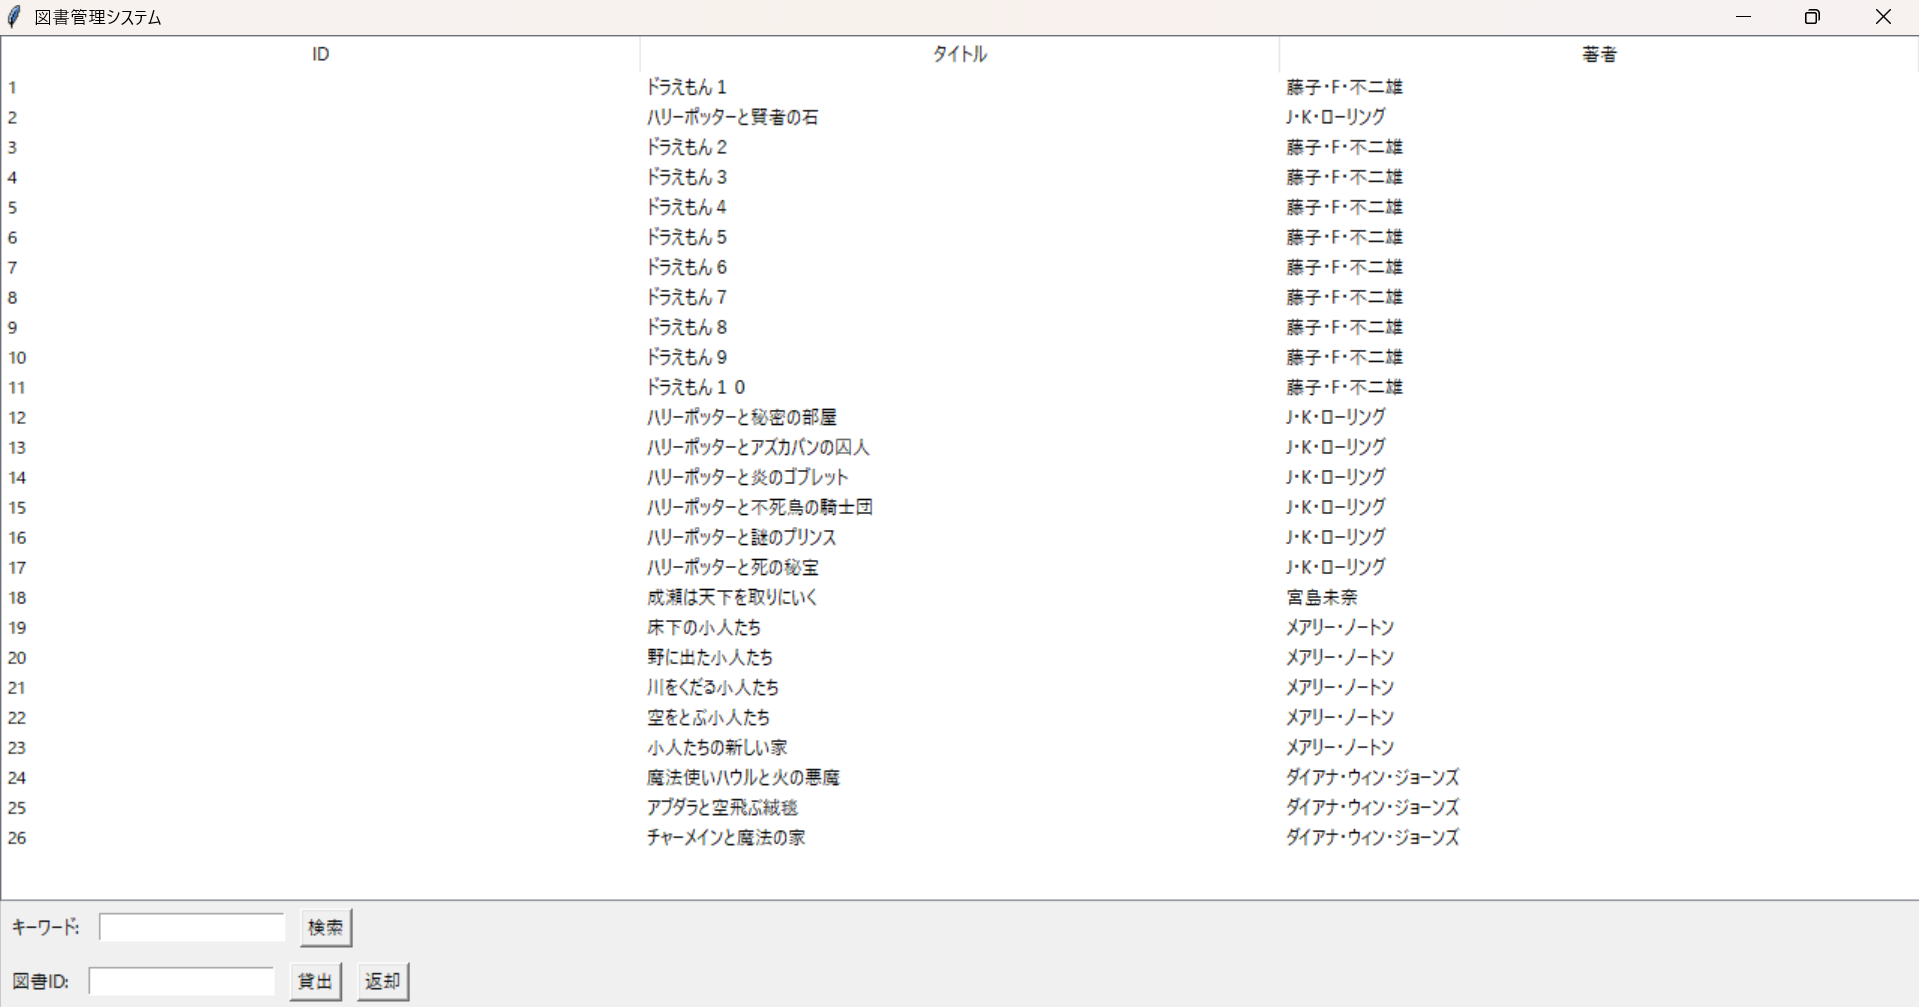 図書管理システム
ID タイトル 著者
1 ドラえもん１ 藤子・F・不二雄
2 ハリーポッターと賢者の石 J・K・ローリング
3 ドラえもん２ 藤子・F・不二雄
4 ドラえもん３ 藤子・F・不二雄
5 ドラえもん４ 藤子・F・不二雄
6 ドラえもん５ 藤子・F・不二雄
7 ドラえもん６ 藤子・F・不二雄
8 ドラえもん７ 藤子・F・不二雄
9 ドラえもん８ 藤子・F・不二雄
10 ドラえもん９ 藤子・F・不二雄
11 ドラえもん１０ 藤子・F・不二雄
12 ハリーポッターと秘密の部屋 J・K・ローリング
13 ハリーポッターとアズカバンの囚人 J・K・ローリング
14 ハリーポッターと炎のゴブレット J・K・ローリング
15 ハリーポッターと不死鳥の騎士団 J・K・ローリング
16 ハリーポッターと謎のプリンス J・K・ローリング
17 ハリーポッターと死の秘宝 J・K・ローリング
18 成瀬は天下を取りにいく 宮島未奈
19 床下の小人たち メアリー・ノートン
20 野に出た小人たち メアリー・ノートン
21 川をくだる小人たち メアリー・ノートン
22 空をとぶ小人たち メアリー・ノートン
23 小人たちの新しい家 メアリー・ノートン
24 魔法使いハウルと火の悪魔 ダイアナ・ウィン・ジョーンズ
25 アブダラと空飛ぶ絨毯 ダイアナ・ウィン・ジョーンズ
26 チャーメインと魔法の家 ダイアナ・ウィン・ジョーンズ
キーワード: 検索
図書ID: 貸出 返却